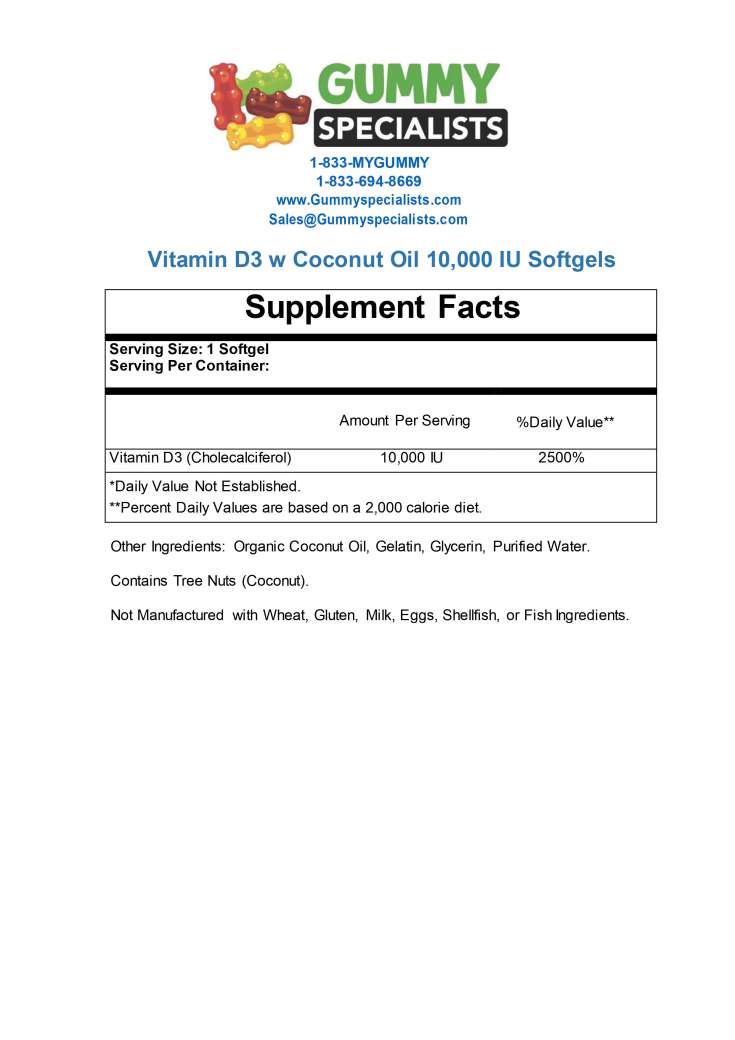 GUMMY
SPECIALISTS
1-833-MYGUMMY
1-833-694-8669
www.Gummyspecialists.com
Sales@Gummyspecialists.com
Vitamin D3 w Coconut Oil 10,000 IU Softgels
Supplement Facts
Serving Size: 1 Softgel
Serving Per Container:
Amount Per Serving %Daily Value**
Vitamin D3 (Cholecalciferol) 10,000 IU 2500%
*Daily Value Not Established.
**Percent Daily Values are based on a 2,000 calorie diet.
Other Ingredients: Organic Coconut Oil, Gelatin, Glycerin, Purified Water.
Contains Tree Nuts (Coconut).
Not Manufactured with Wheat, Gluten, Milk, Eggs, Shellfish, or Fish Ingredients.